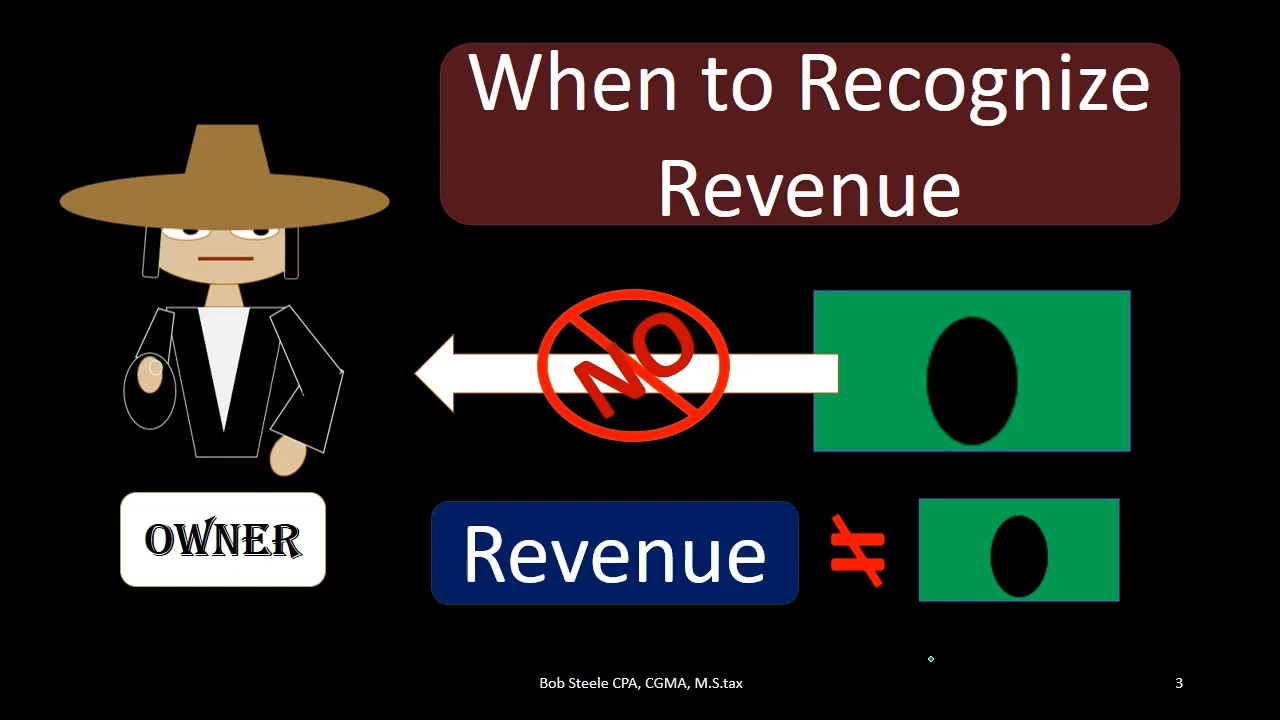 When to Recognize
Revenue
NO
OWNER
Revenue
≠
Bob Steele CPA, CGMA, M.S.tax
3